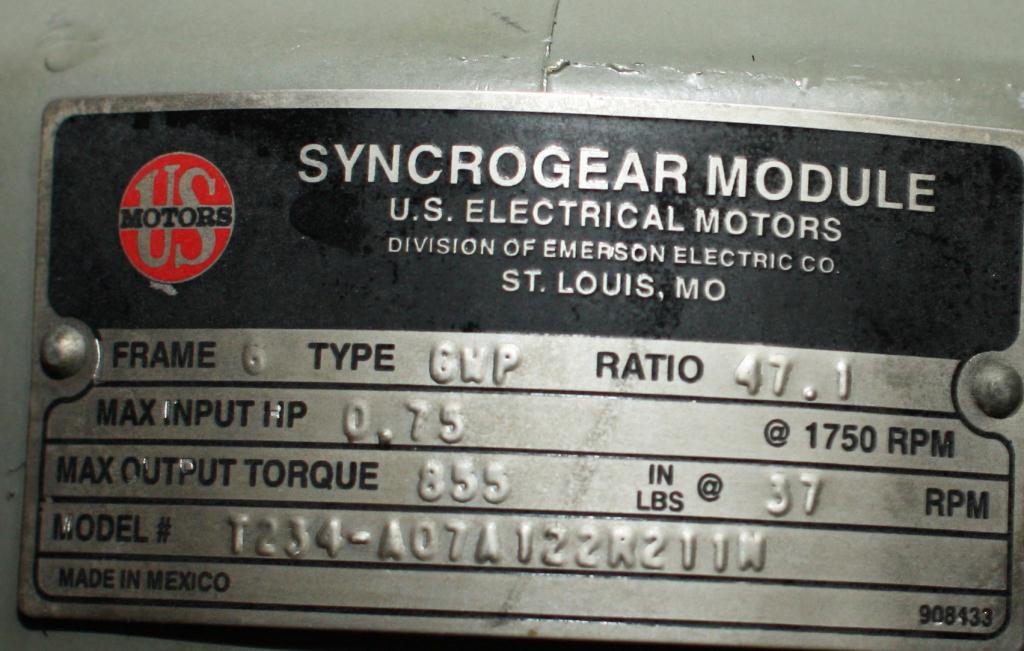 US
MOTORS
SYNCROGEAR MODULE
U.S. ELECTRICAL MOTORS
DIVISION OF EMERSON ELECTRIC CO.
ST. LOUIS, MO
FRAME 6 TYPE GWP RATIO 47.1
MAX INPUT HP 0.75 @ 1750 RPM
MAX OUTPUT TORQUE 855 IN LBS @ 37 RPM
MODEL # T234-A07A122R211W
MADE IN MEXICO
908433